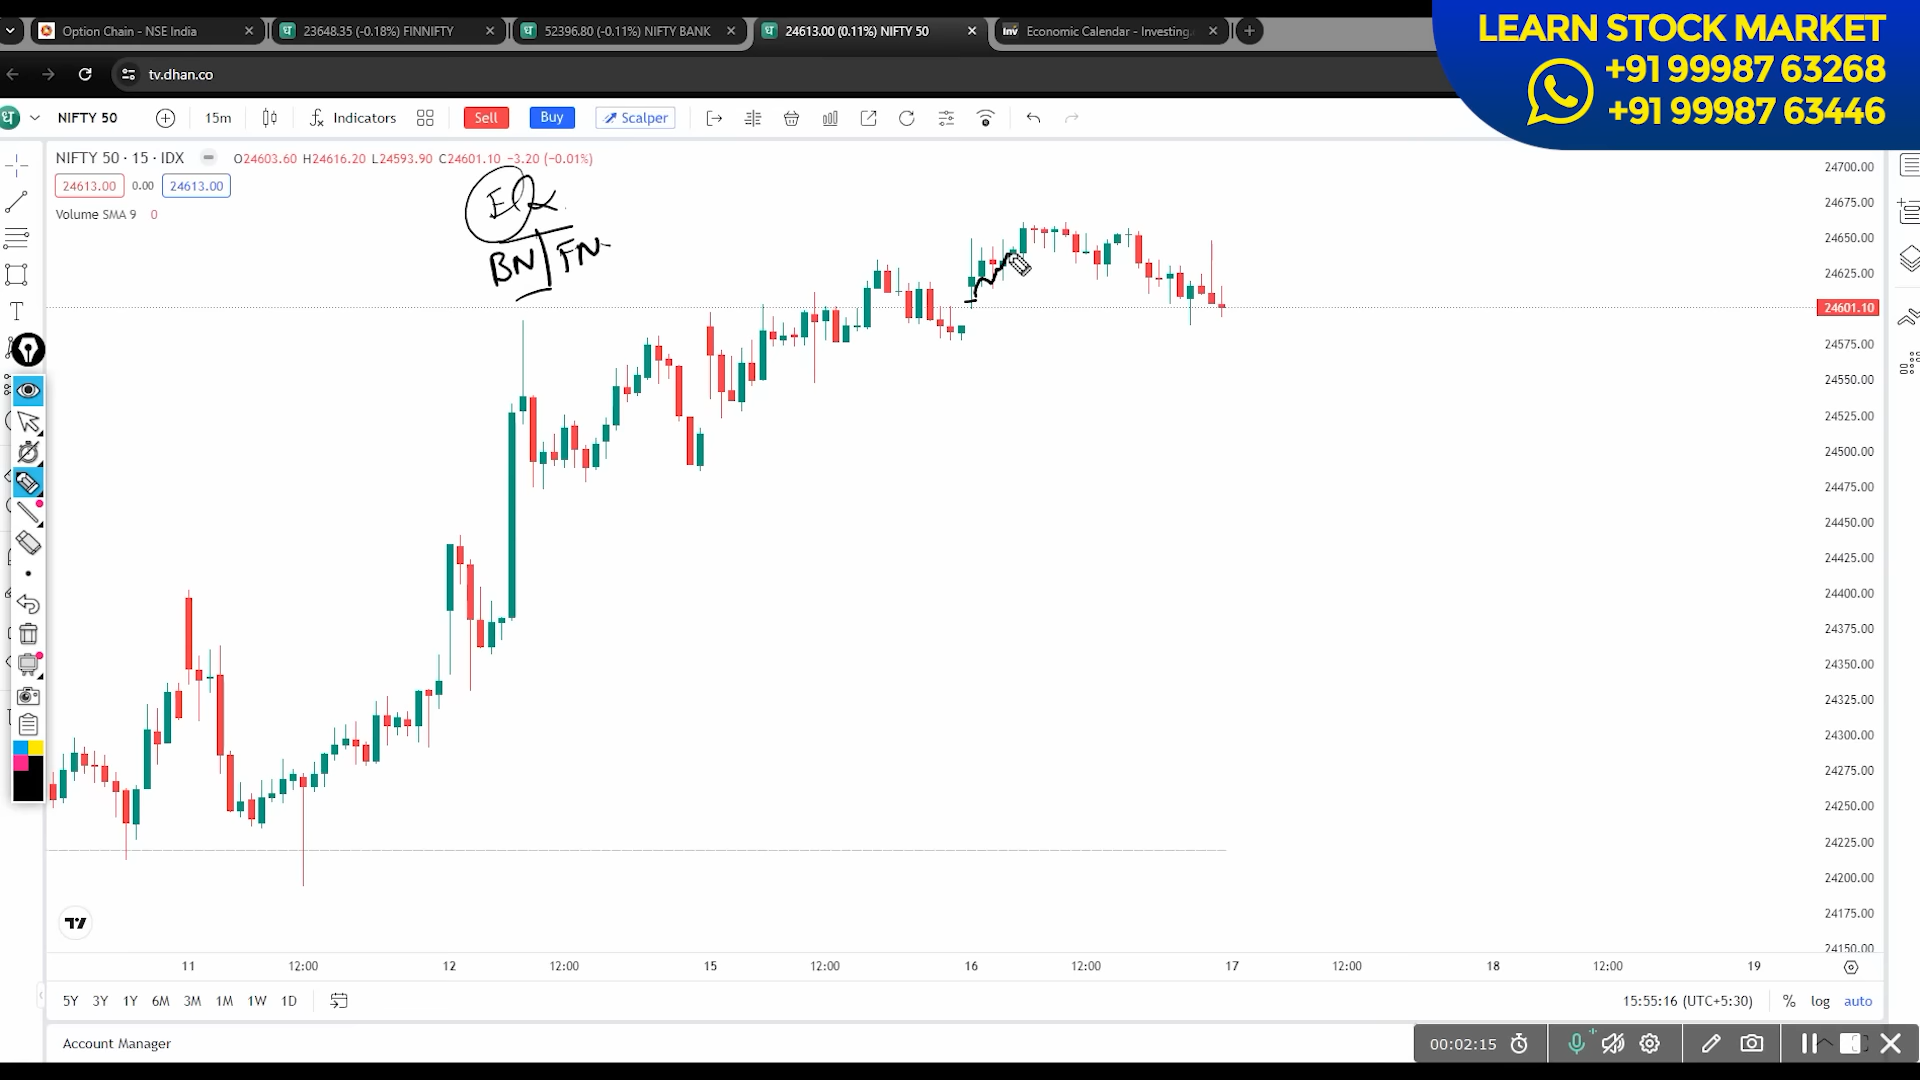 Option Chain - NSE India
23648.35 (-0.18%) FINNIFTY
52396.80 (-0.11%) NIFTY BANK
24613.00 (0.11%) NIFTY 50
Inv Economic Calendar - Investing.
LEARN STOCK MARKET
+91 99987 63268
+91 99987 63446
tv.dhan.co
NIFTY 50
15m
Indicators
Sell
Buy
Scalper
NIFTY 50 · 15 · IDX
O24603.60 H24616.20 L24593.90 C24601.10 −3.20 (−0.01%)
24613.00 0.00 24613.00
Volume SMA 9 0
BN FN
24700.00
24675.00
24650.00
24625.00
24601.10
24575.00
24550.00
24525.00
24500.00
24475.00
24450.00
24425.00
24400.00
24375.00
24350.00
24325.00
24300.00
24275.00
24250.00
24225.00
24200.00
24175.00
24150.00
11 12:00 12 12:00 15 12:00 16 12:00 17 12:00 18 12:00 19
5Y 3Y 1Y 6M 3M 1M 1W 1D
15:55:16 (UTC+5:30) % log auto
Account Manager
00:02:15